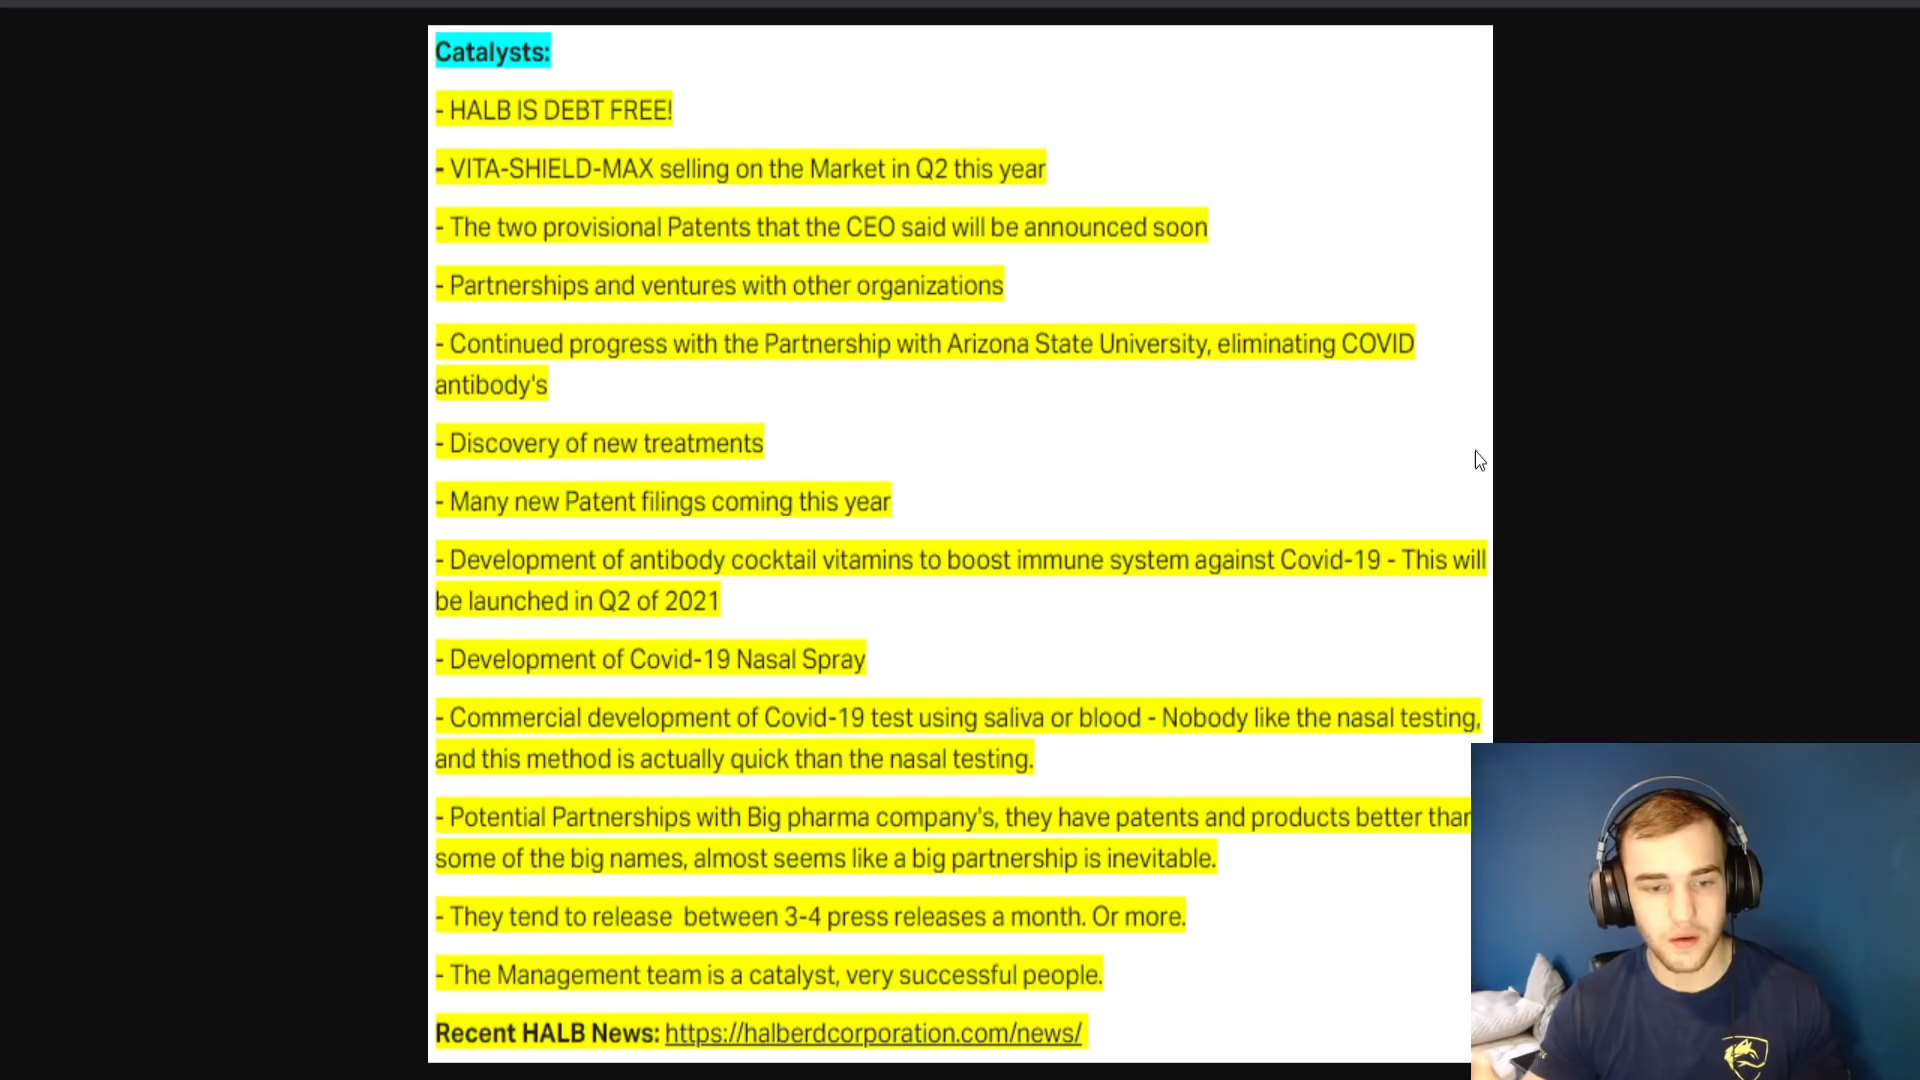 Catalysts:
- HALB IS DEBT FREE!
- VITA-SHIELD-MAX selling on the Market in Q2 this year
- The two provisional Patents that the CEO said will be announced soon
- Partnerships and ventures with other organizations
- Continued progress with the Partnership with Arizona State University, eliminating COVID
antibody's
- Discovery of new treatments
- Many new Patent filings coming this year
- Development of antibody cocktail vitamins to boost immune system against Covid-19 - This will
be launched in Q2 of 2021
- Development of Covid-19 Nasal Spray
- Commercial development of Covid-19 test using saliva or blood - Nobody like the nasal testing,
and this method is actually quick than the nasal testing.
- Potential Partnerships with Big pharma company's, they have patents and products better than
some of the big names, almost seems like a big partnership is inevitable.
- They tend to release  between 3-4 press releases a month. Or more.
- The Management team is a catalyst, very successful people.
Recent HALB News: https://halberdcorporation.com/news/